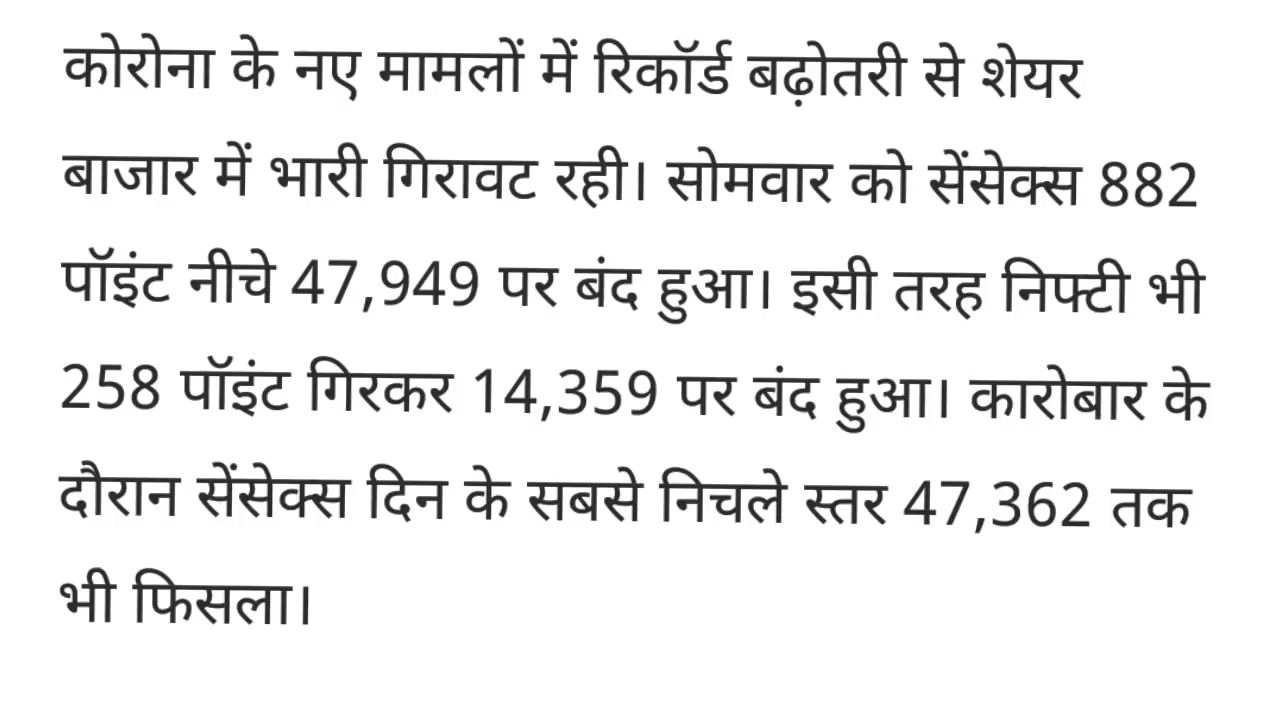 कोरोना के नए मामलों में रिकॉर्ड बढ़ोतरी से शेयर
बाजार में भारी गिरावट रही। सोमवार को सेंसेक्स 882
पॉइंट नीचे 47,949 पर बंद हुआ। इसी तरह निफ्टी भी
258 पॉइंट गिरकर 14,359 पर बंद हुआ। कारोबार के
दौरान सेंसेक्स दिन के सबसे निचले स्तर 47,362 तक
भी फिसला।